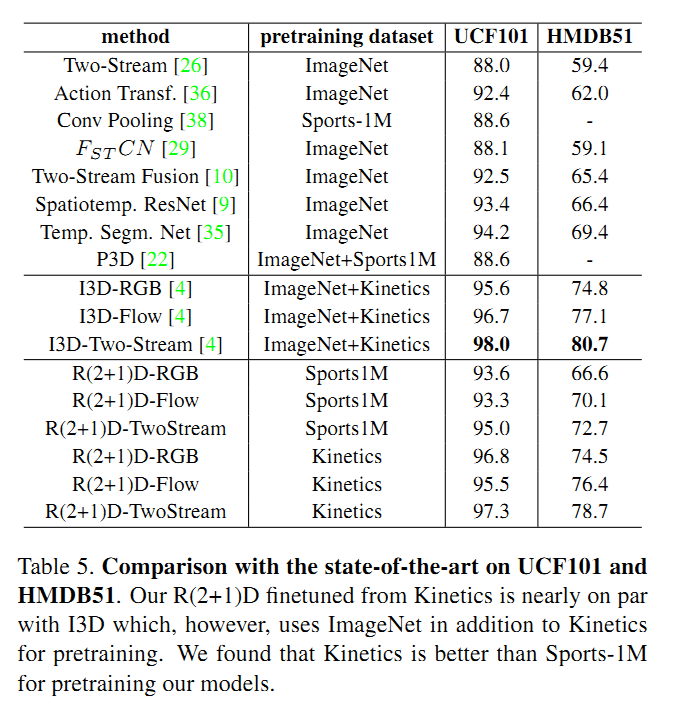 method pretraining dataset UCF101 HMDB51
Two-Stream [26] ImageNet 88.0 59.4
Action Transf. [36] ImageNet 92.4 62.0
Conv Pooling [38] Sports-1M 88.6 -
F_{ST}CN [29] ImageNet 88.1 59.1
Two-Stream Fusion [10] ImageNet 92.5 65.4
Spatiotemp. ResNet [9] ImageNet 93.4 66.4
Temp. Segm. Net [35] ImageNet 94.2 69.4
P3D [22] ImageNet+Sports1M 88.6 -
I3D-RGB [4] ImageNet+Kinetics 95.6 74.8
I3D-Flow [4] ImageNet+Kinetics 96.7 77.1
I3D-Two-Stream [4] ImageNet+Kinetics 98.0 80.7
R(2+1)D-RGB Sports1M 93.6 66.6
R(2+1)D-Flow Sports1M 93.3 70.1
R(2+1)D-TwoStream Sports1M 95.0 72.7
R(2+1)D-RGB Kinetics 96.8 74.5
R(2+1)D-Flow Kinetics 95.5 76.4
R(2+1)D-TwoStream Kinetics 97.3 78.7
Table 5. Comparison with the state-of-the-art on UCF101 and
HMDB51. Our R(2+1)D finetuned from Kinetics is nearly on par
with I3D which, however, uses ImageNet in addition to Kinetics
for pretraining. We found that Kinetics is better than Sports-1M
for pretraining our models.